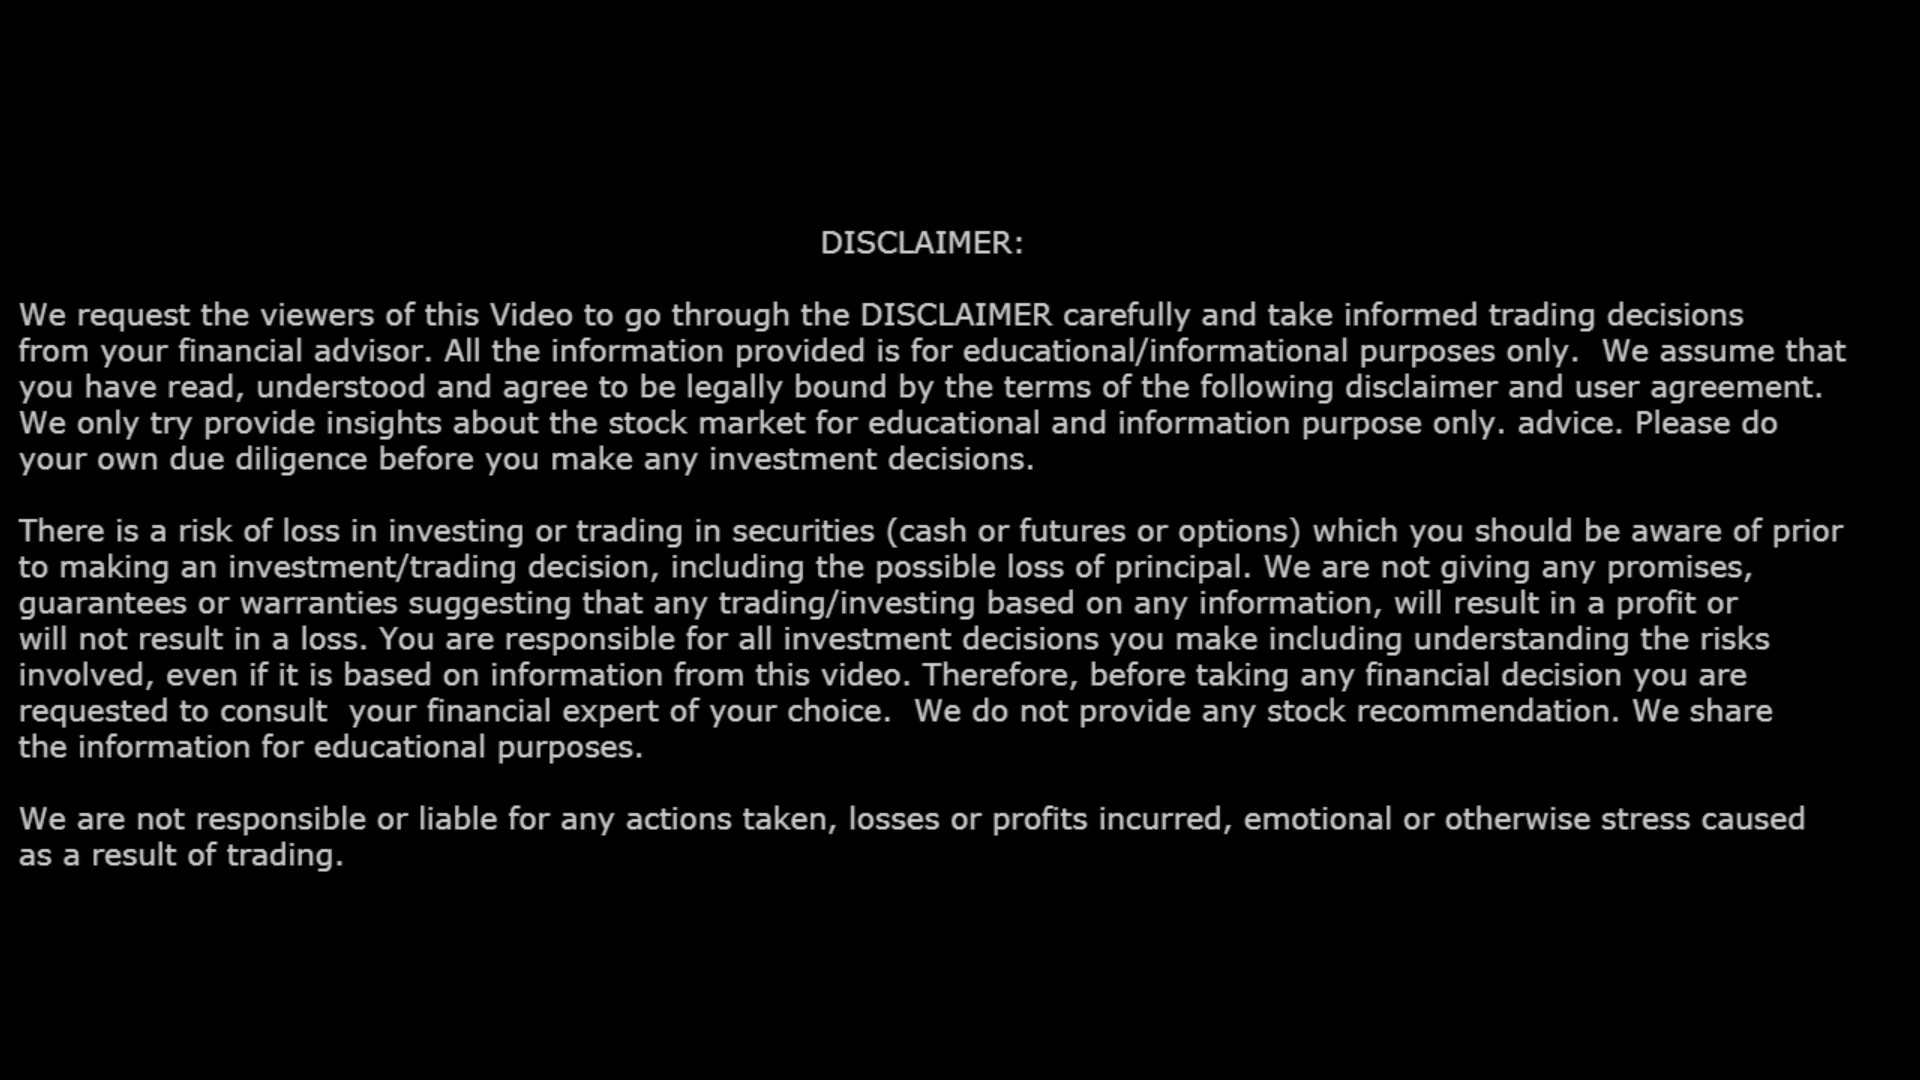 DISCLAIMER:
We request the viewers of this Video to go through the DISCLAIMER carefully and take informed trading decisions
from your financial advisor. All the information provided is for educational/informational purposes only.  We assume that
you have read, understood and agree to be legally bound by the terms of the following disclaimer and user agreement.
We only try provide insights about the stock market for educational and information purpose only. advice. Please do
your own due diligence before you make any investment decisions.
There is a risk of loss in investing or trading in securities (cash or futures or options) which you should be aware of prior
to making an investment/trading decision, including the possible loss of principal. We are not giving any promises,
guarantees or warranties suggesting that any trading/investing based on any information, will result in a profit or
will not result in a loss. You are responsible for all investment decisions you make including understanding the risks
involved, even if it is based on information from this video. Therefore, before taking any financial decision you are
requested to consult  your financial expert of your choice.  We do not provide any stock recommendation. We share
the information for educational purposes.
We are not responsible or liable for any actions taken, losses or profits incurred, emotional or otherwise stress caused
as a result of trading.